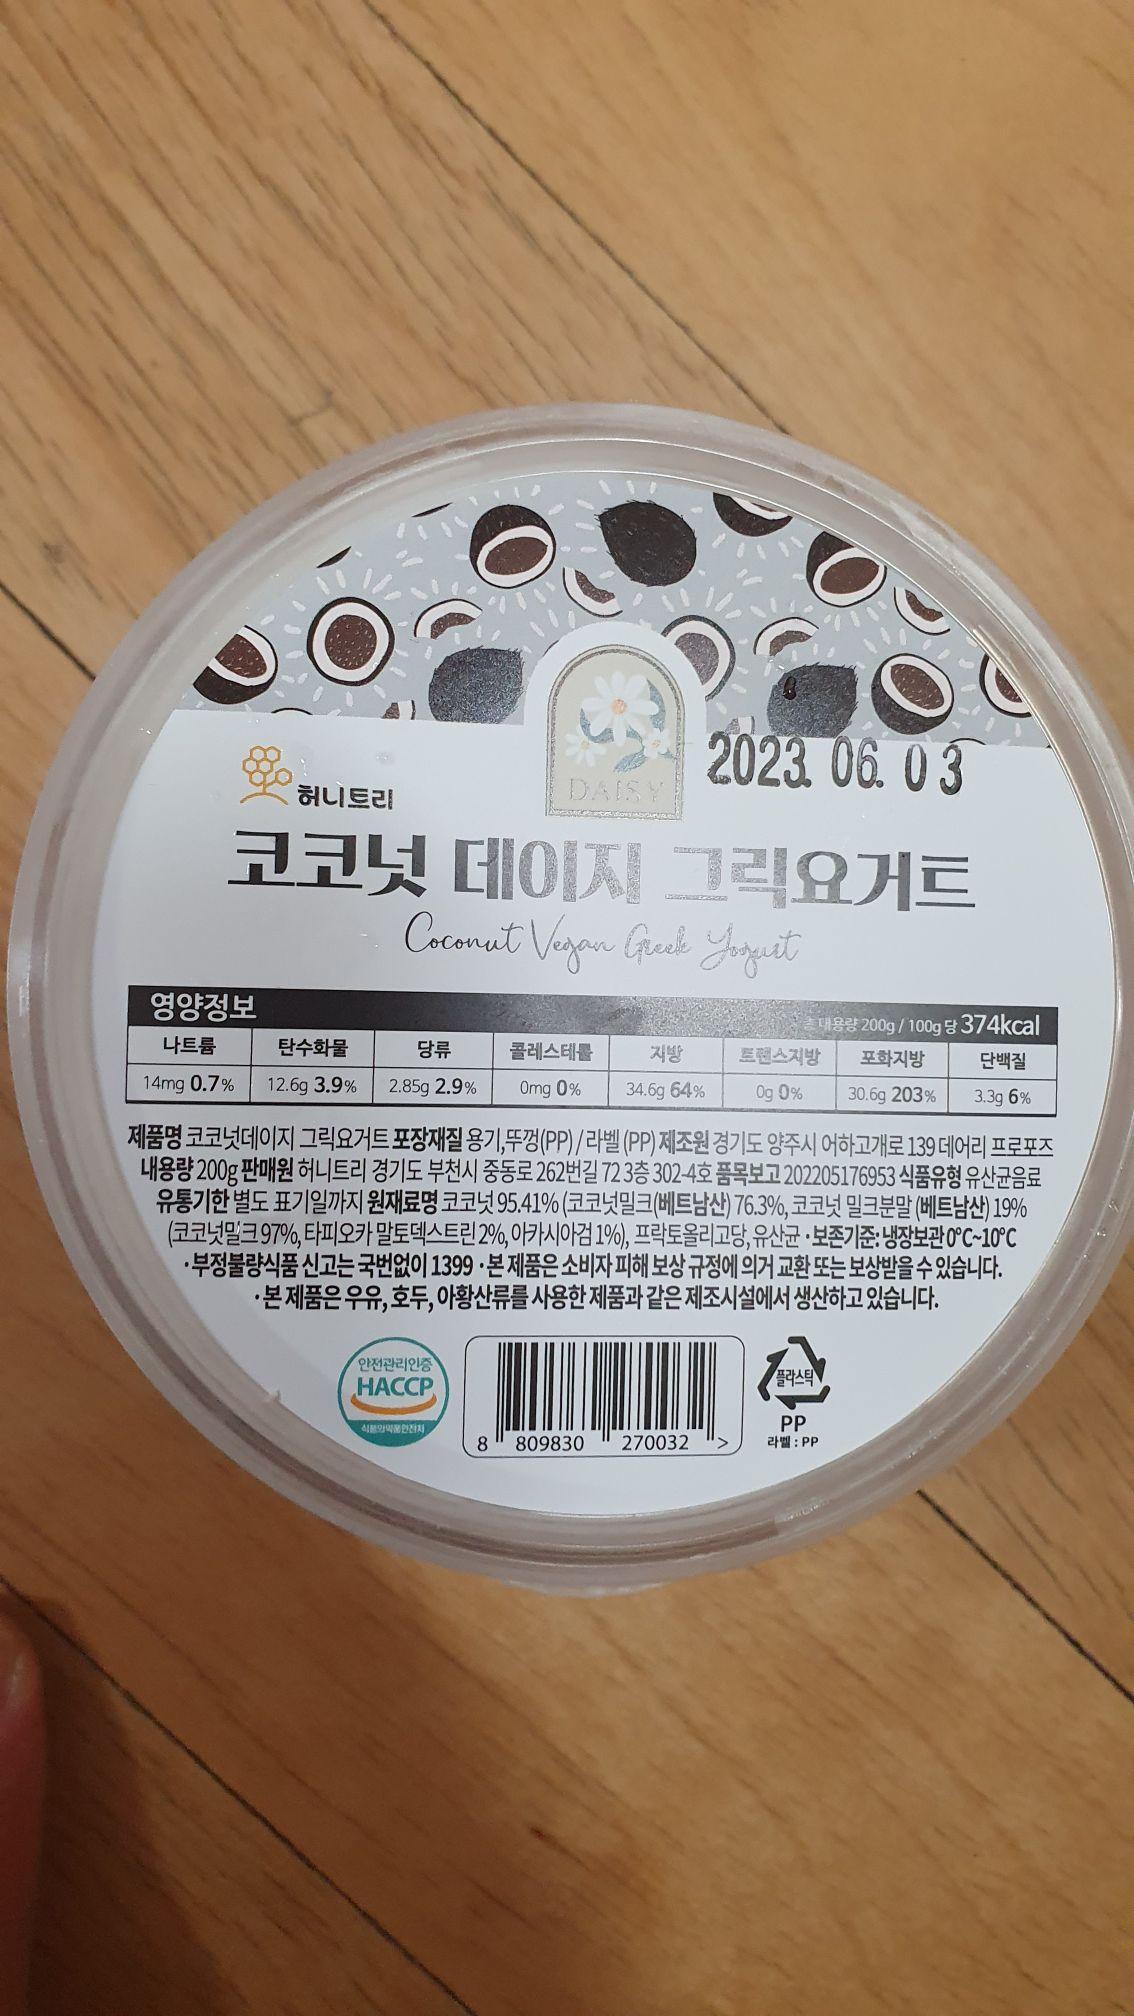 DAISY
2023. 06. 03
허니트리
코코넛 데이지 그릭요거트
Coconut Vegan Greek Yogurt
영양정보
총 내용량 200g / 100g 당 374kcal
나트륨 탄수화물 당류 콜레스테롤 지방 트랜스지방 포화지방 단백질
14mg 0.7% 12.6g 3.9% 2.85g 2.9% 0mg 0% 34.6g 64% 0g 0% 30.6g 203% 3.3g 6%
제품명 코코넛데이지 그릭요거트 포장재질 용기,뚜껑(PP) / 라벨 (PP) 제조원 경기도 양주시 어하고개로 139 데어리 프로포즈
내용량 200g 판매원 허니트리 경기도 부천시 중동로 262번길 72 3층 302-4호 품목보고 202205176953 식품유형 유산균음료
유통기한 별도 표기일까지 원재료명 코코넛 95.41% (코코넛밀크(베트남산) 76.3%, 코코넛 밀크분말 (베트남산) 19%
(코코넛밀크 97%, 타피오카 말토덱스트린 2%, 아카시아검 1%), 프락토올리고당, 유산균 · 보존기준: 냉장보관 0°C~10°C
· 부정불량식품 신고는 국번없이 1399 · 본 제품은 소비자 피해 보상 규정에 의거 교환 또는 보상받을 수 있습니다.
· 본 제품은 우유, 호두, 아황산류를 사용한 제품과 같은 제조시설에서 생산하고 있습니다.
안전관리인증
HACCP
식품의약품안전처
8 809830 270032 >
플라스틱
PP
라벨 : PP